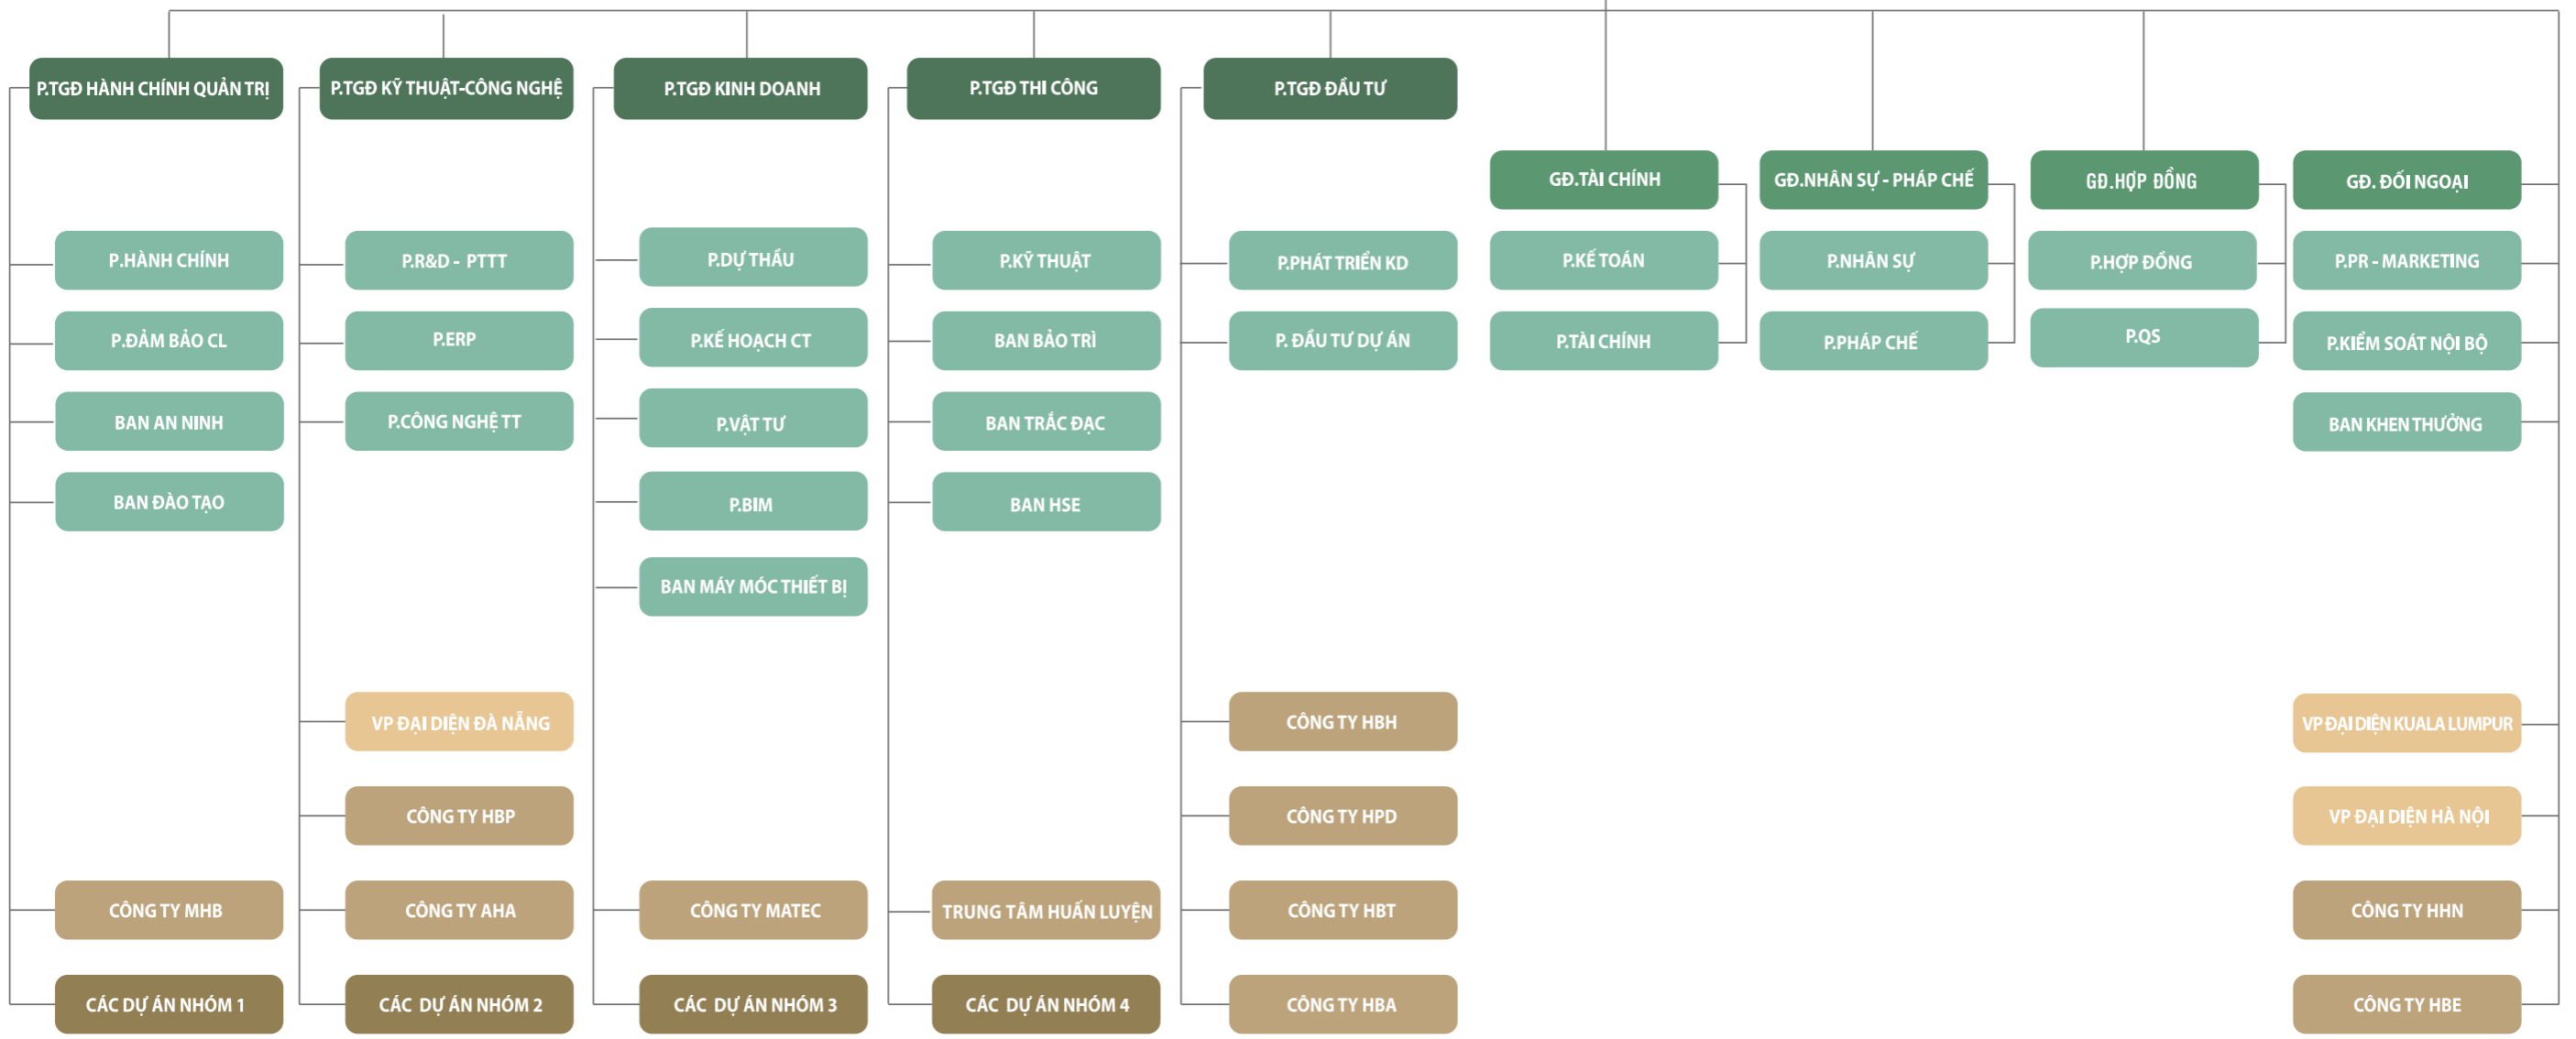 P.TGĐ HÀNH CHÍNH QUẢN TRỊ
P.TGĐ KỸ THUẬT-CÔNG NGHỆ
P.TGĐ KINH DOANH
P.TGĐ THI CÔNG
P.TGĐ ĐẦU TƯ
GĐ.TÀI CHÍNH
GĐ.NHÂN SỰ - PHÁP CHẾ
GĐ.HỢP ĐỒNG
GĐ. ĐỐI NGOẠI
P.HÀNH CHÍNH
P.R&D - PTTT
P.DỰ THẦU
P.KỸ THUẬT
P.PHÁT TRIỂN KD
P.KẾ TOÁN
P.NHÂN SỰ
P.HỢP ĐỒNG
P.PR - MARKETING
P.ĐẢM BẢO CL
P.ERP
P.KẾ HOẠCH CT
BAN BẢO TRÌ
P. ĐẦU TƯ DỰ ÁN
P.TÀI CHÍNH
P.PHÁP CHẾ
P.QS
P.KIỂM SOÁT NỘI BỘ
BAN AN NINH
P.CÔNG NGHỆ TT
P.VẬT TƯ
BAN TRẮC ĐẠC
BAN KHEN THƯỞNG
BAN ĐÀO TẠO
P.BIM
BAN HSE
BAN MÁY MÓC THIẾT BỊ
VP ĐẠI DIỆN ĐÀ NẴNG
CÔNG TY HBH
VP ĐẠI DIỆN KUALA LUMPUR
CÔNG TY HBP
CÔNG TY HPD
VP ĐẠI DIỆN HÀ NỘI
CÔNG TY MHB
CÔNG TY AHA
CÔNG TY MATEC
TRUNG TÂM HUẤN LUYỆN
CÔNG TY HBT
CÔNG TY HHN
CÁC DỰ ÁN NHÓM 1
CÁC DỰ ÁN NHÓM 2
CÁC DỰ ÁN NHÓM 3
CÁC DỰ ÁN NHÓM 4
CÔNG TY HBA
CÔNG TY HBE